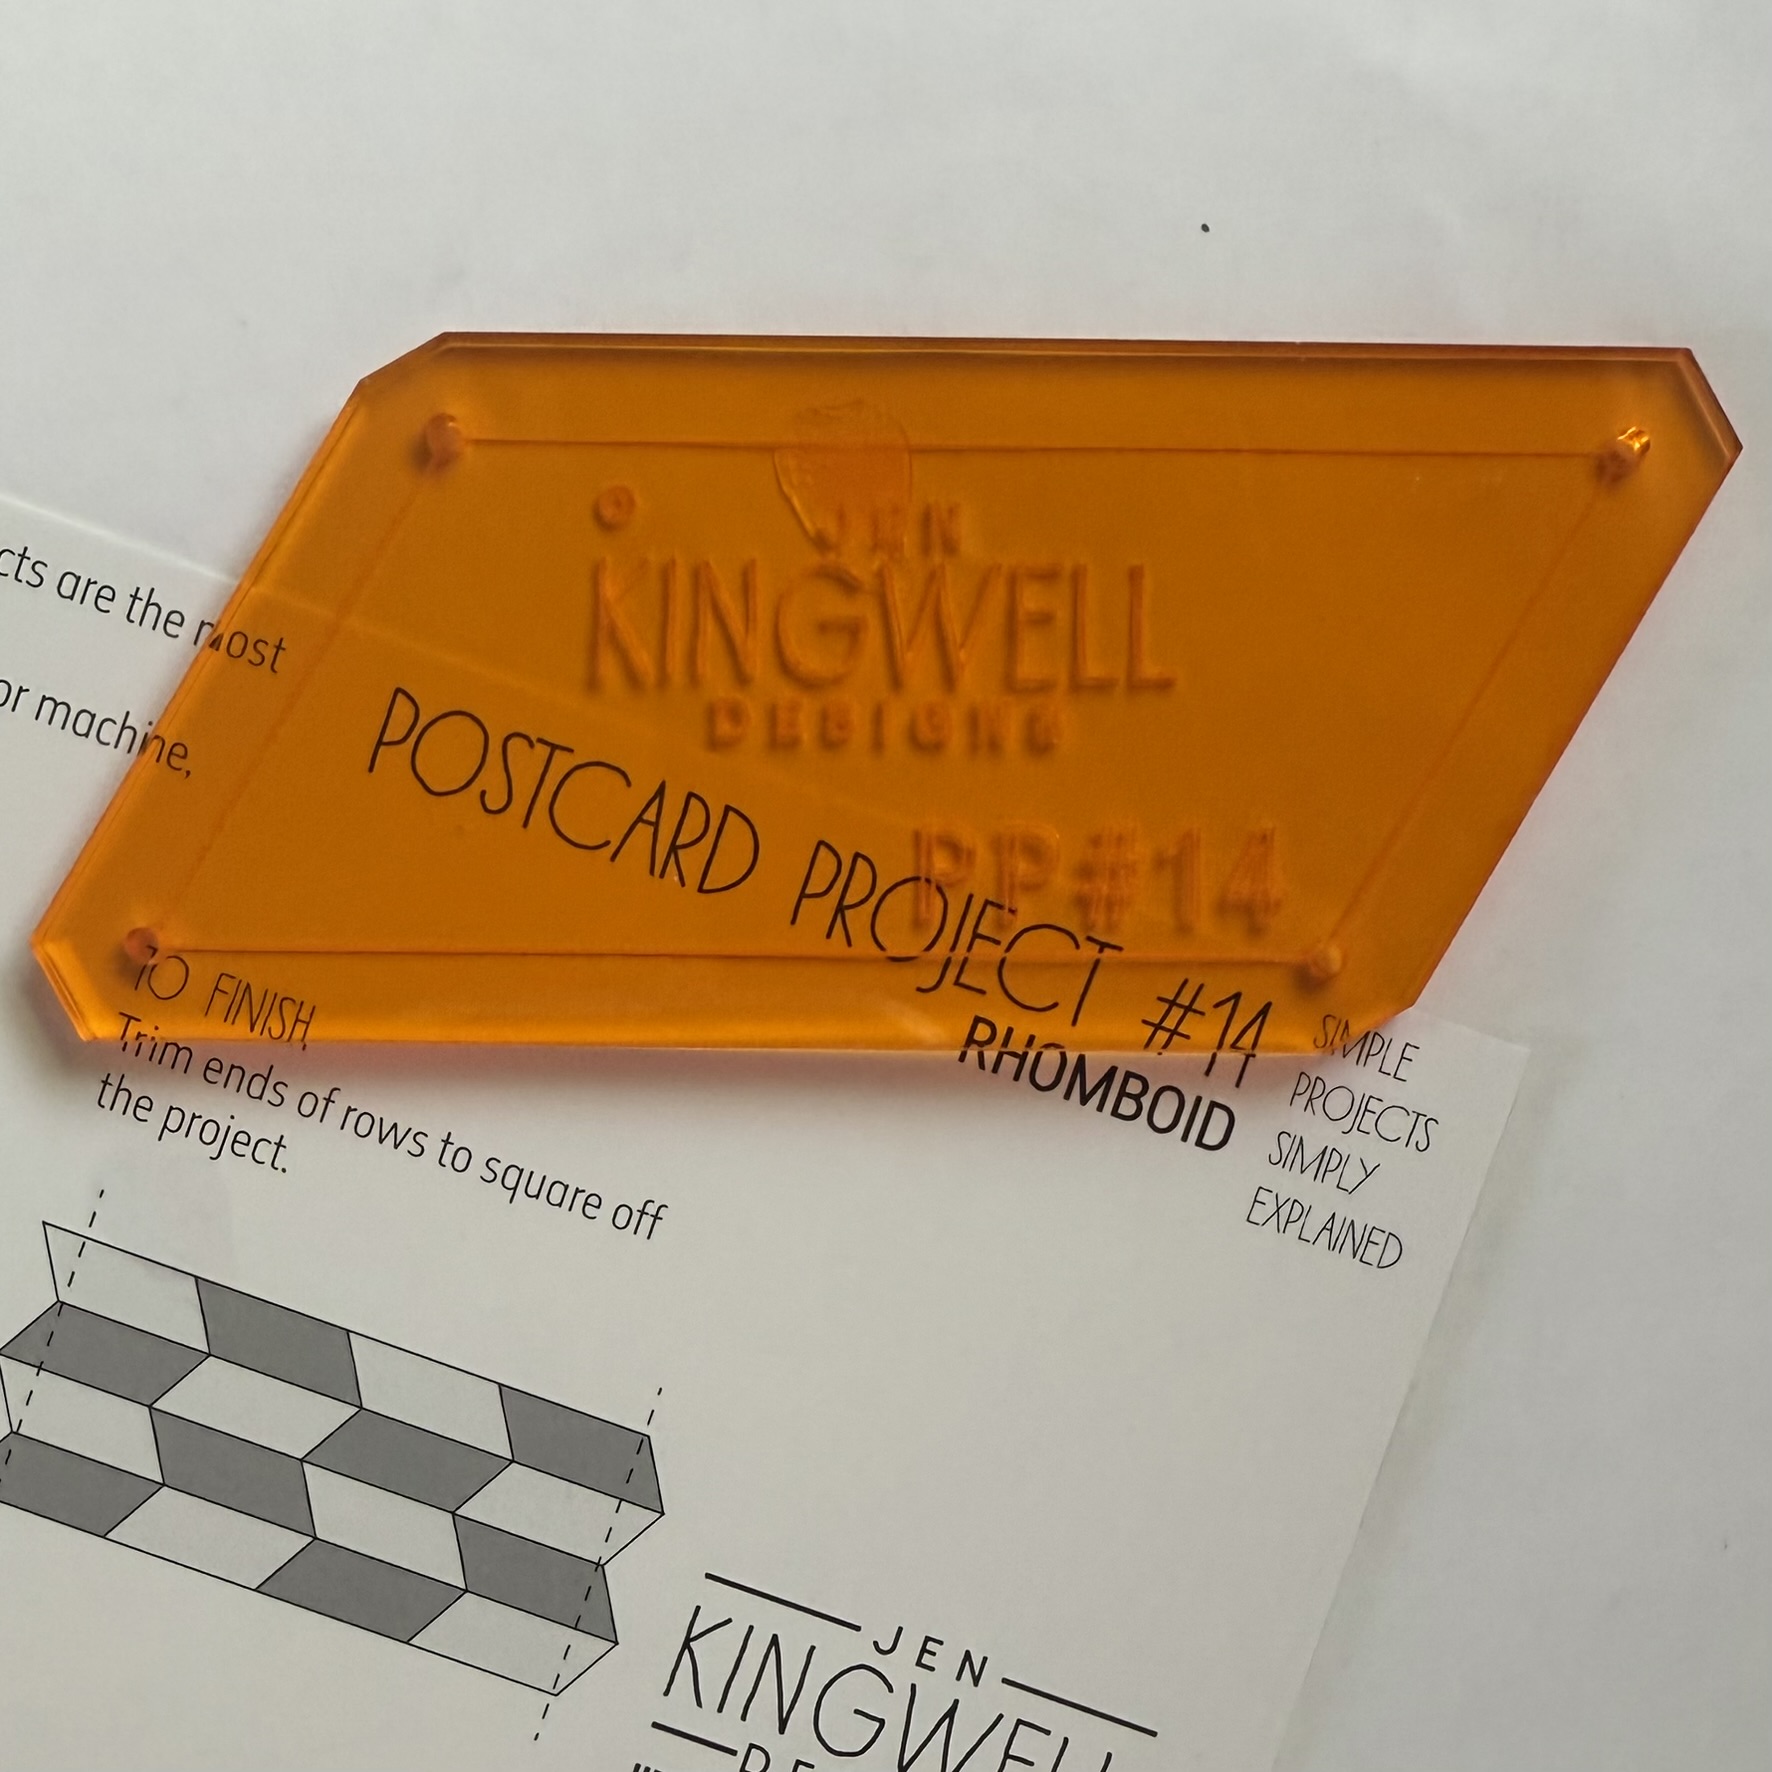 cts are the most
or machine,
JEN
KINGWELL
DESIGNS
PP#14
POSTCARD PROJECT #14
RHOMBOID
SIMPLE
PROJECTS
SIMPLY
EXPLAINED
TO FINISH
Trim ends of rows to square off
the project.
JEN
KINGWELL